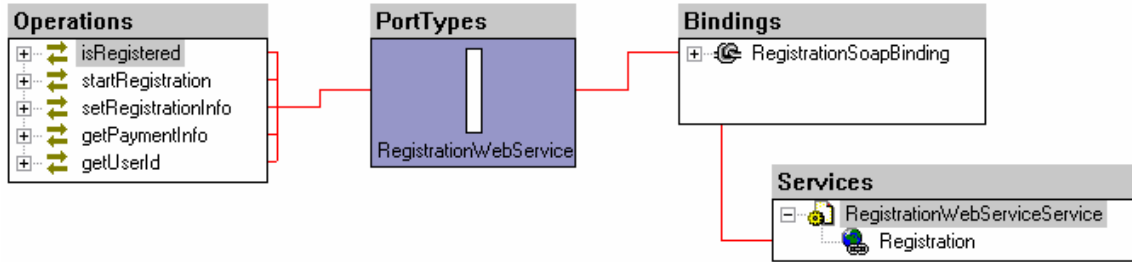 Operations
isRegistered
startRegistration
setRegistrationInfo
getPaymentInfo
getUserId
PortTypes
RegistrationWebService
Bindings
RegistrationSoapBinding
Services
RegistrationWebServiceService
Registration